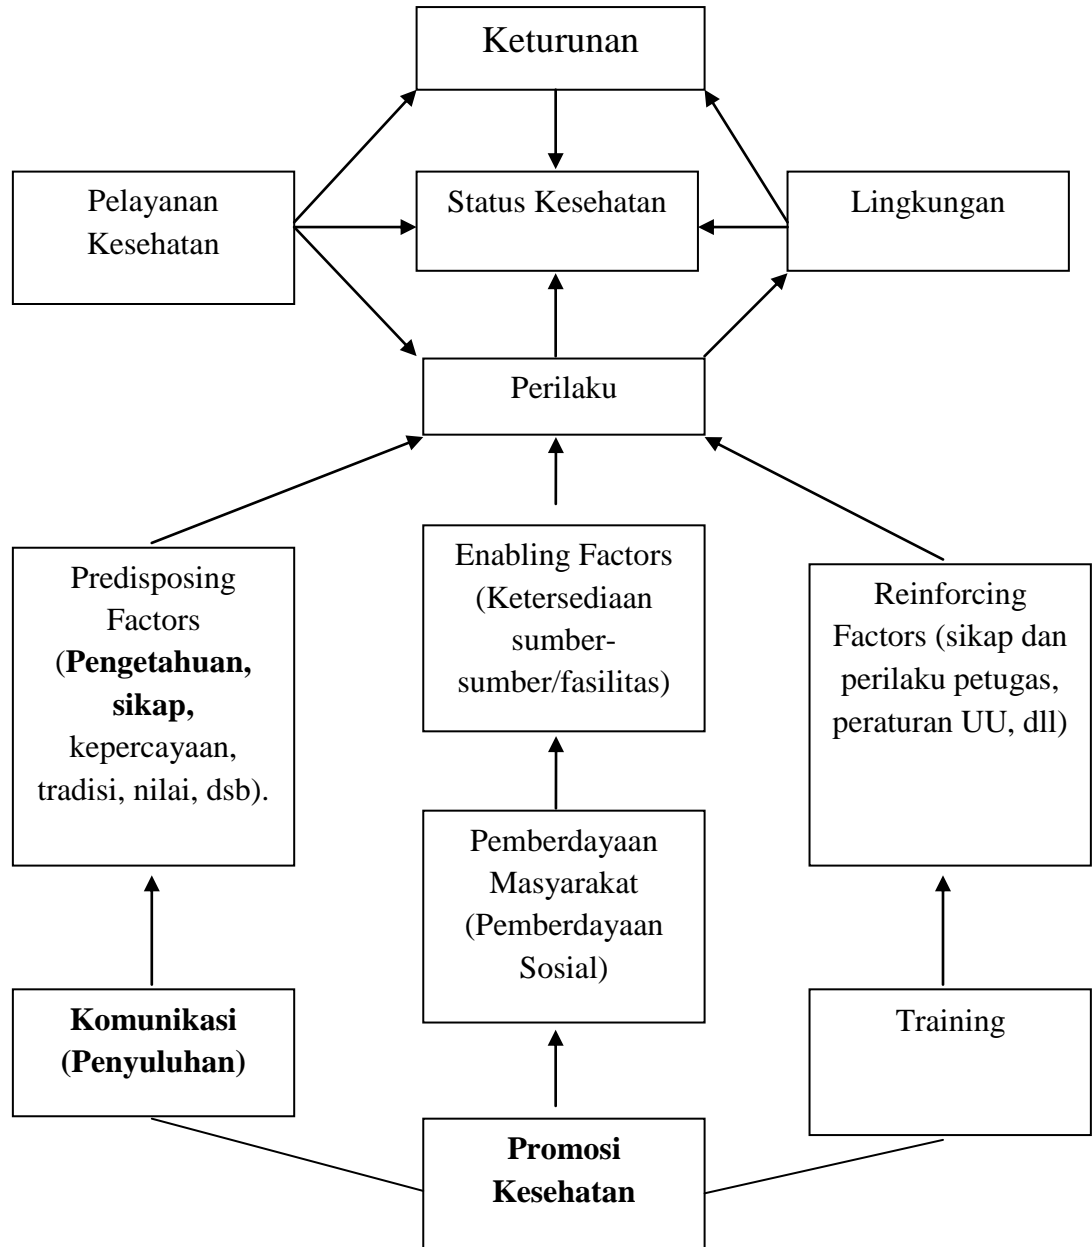 Keturunan
Pelayanan
Kesehatan
Status Kesehatan
Lingkungan
Perilaku
Predisposing
Factors
(Pengetahuan,
sikap,
kepercayaan,
tradisi, nilai, dsb).
Enabling Factors
(Ketersediaan
sumber-
sumber/fasilitas)
Reinforcing
Factors (sikap dan
perilaku petugas,
peraturan UU, dll)
Pemberdayaan
Masyarakat
(Pemberdayaan
Sosial)
Komunikasi
(Penyuluhan)
Training
Promosi
Kesehatan